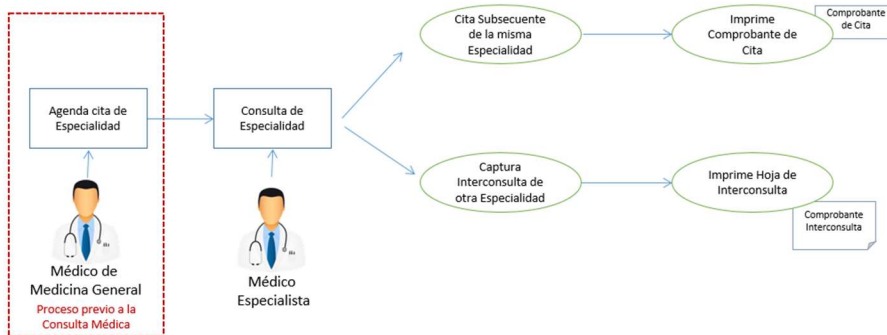 Agenda cita de
Especialidad
Médico de
Medicina General
Proceso previo a la
Consulta Médica
Consulta de
Especialidad
Médico
Especialista
Cita Subsecuente
de la misma
Especialidad
Imprime
Comprobante de
Cita
Comprobante
de Cita
Captura
Interconsulta de
otra Especialidad
Imprime Hoja de
Interconsulta
Comprobante
Interconsulta